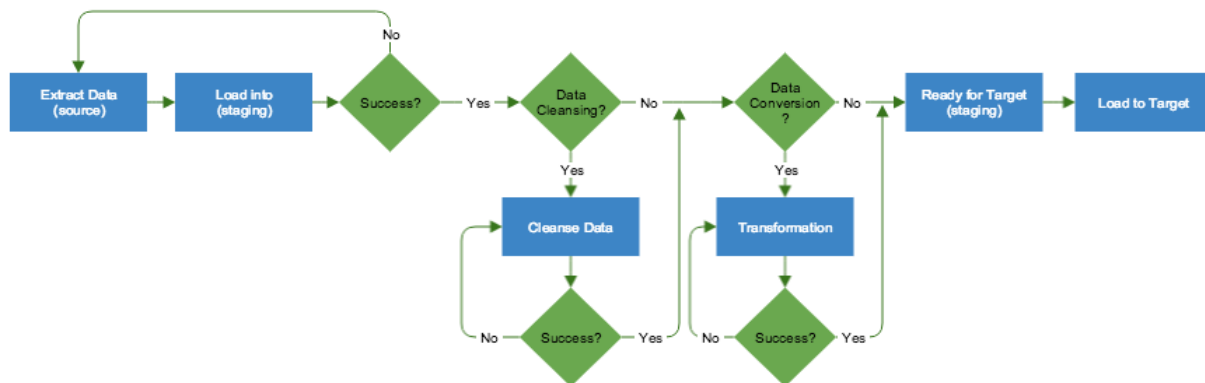 No
Extract Data
(source)
Load into
(staging)
Success?
Yes
Data
Cleansing?
No
Data
Conversion
?
No
Ready for Target
(staging)
Load to Target
Yes
Yes
Cleanse Data
Transformation
No
Success?
Yes
No
Success?
Yes